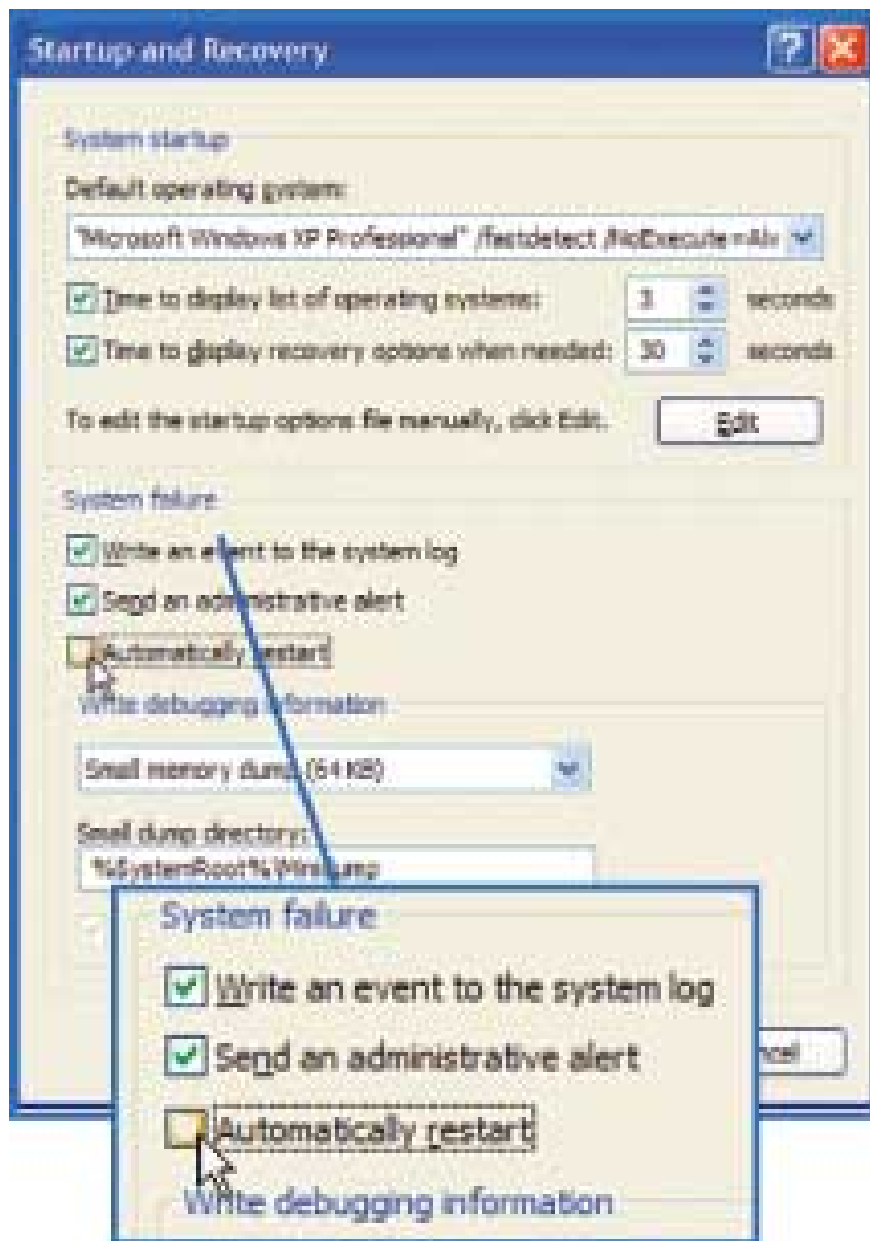 Startup and Recovery
System startup
Default operating system:
"Microsoft Windows XP Professional" /fastdetect /NoExecute=Alw
Time to display list of operating systems: 3 seconds
Time to display recovery options when needed: 30 seconds
To edit the startup options file manually, click Edit. Edit
System failure
Write an event to the system log
Send an administrative alert
Automatically restart
Write debugging information
Small memory dump (64 KB)
Small dump directory:
%SystemRoot%\Minidump
System failure
Write an event to the system log
Send an administrative alert
ncel
Automatically restart
Write debugging information